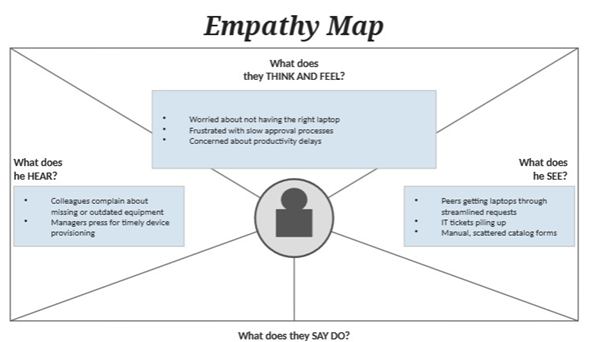 Empathy Map
What does
they THINK AND FEEL?
• Worried about not having the right laptop
• Frustrated with slow approval processes
• Concerned about productivity delays
What does
he HEAR?
• Colleagues complain about
missing or outdated equipment
• Managers press for timely device
provisioning
What does
he SEE?
• Peers getting laptops through
streamlined requests
• IT tickets piling up
• Manual, scattered catalog forms
What does they SAY DO?